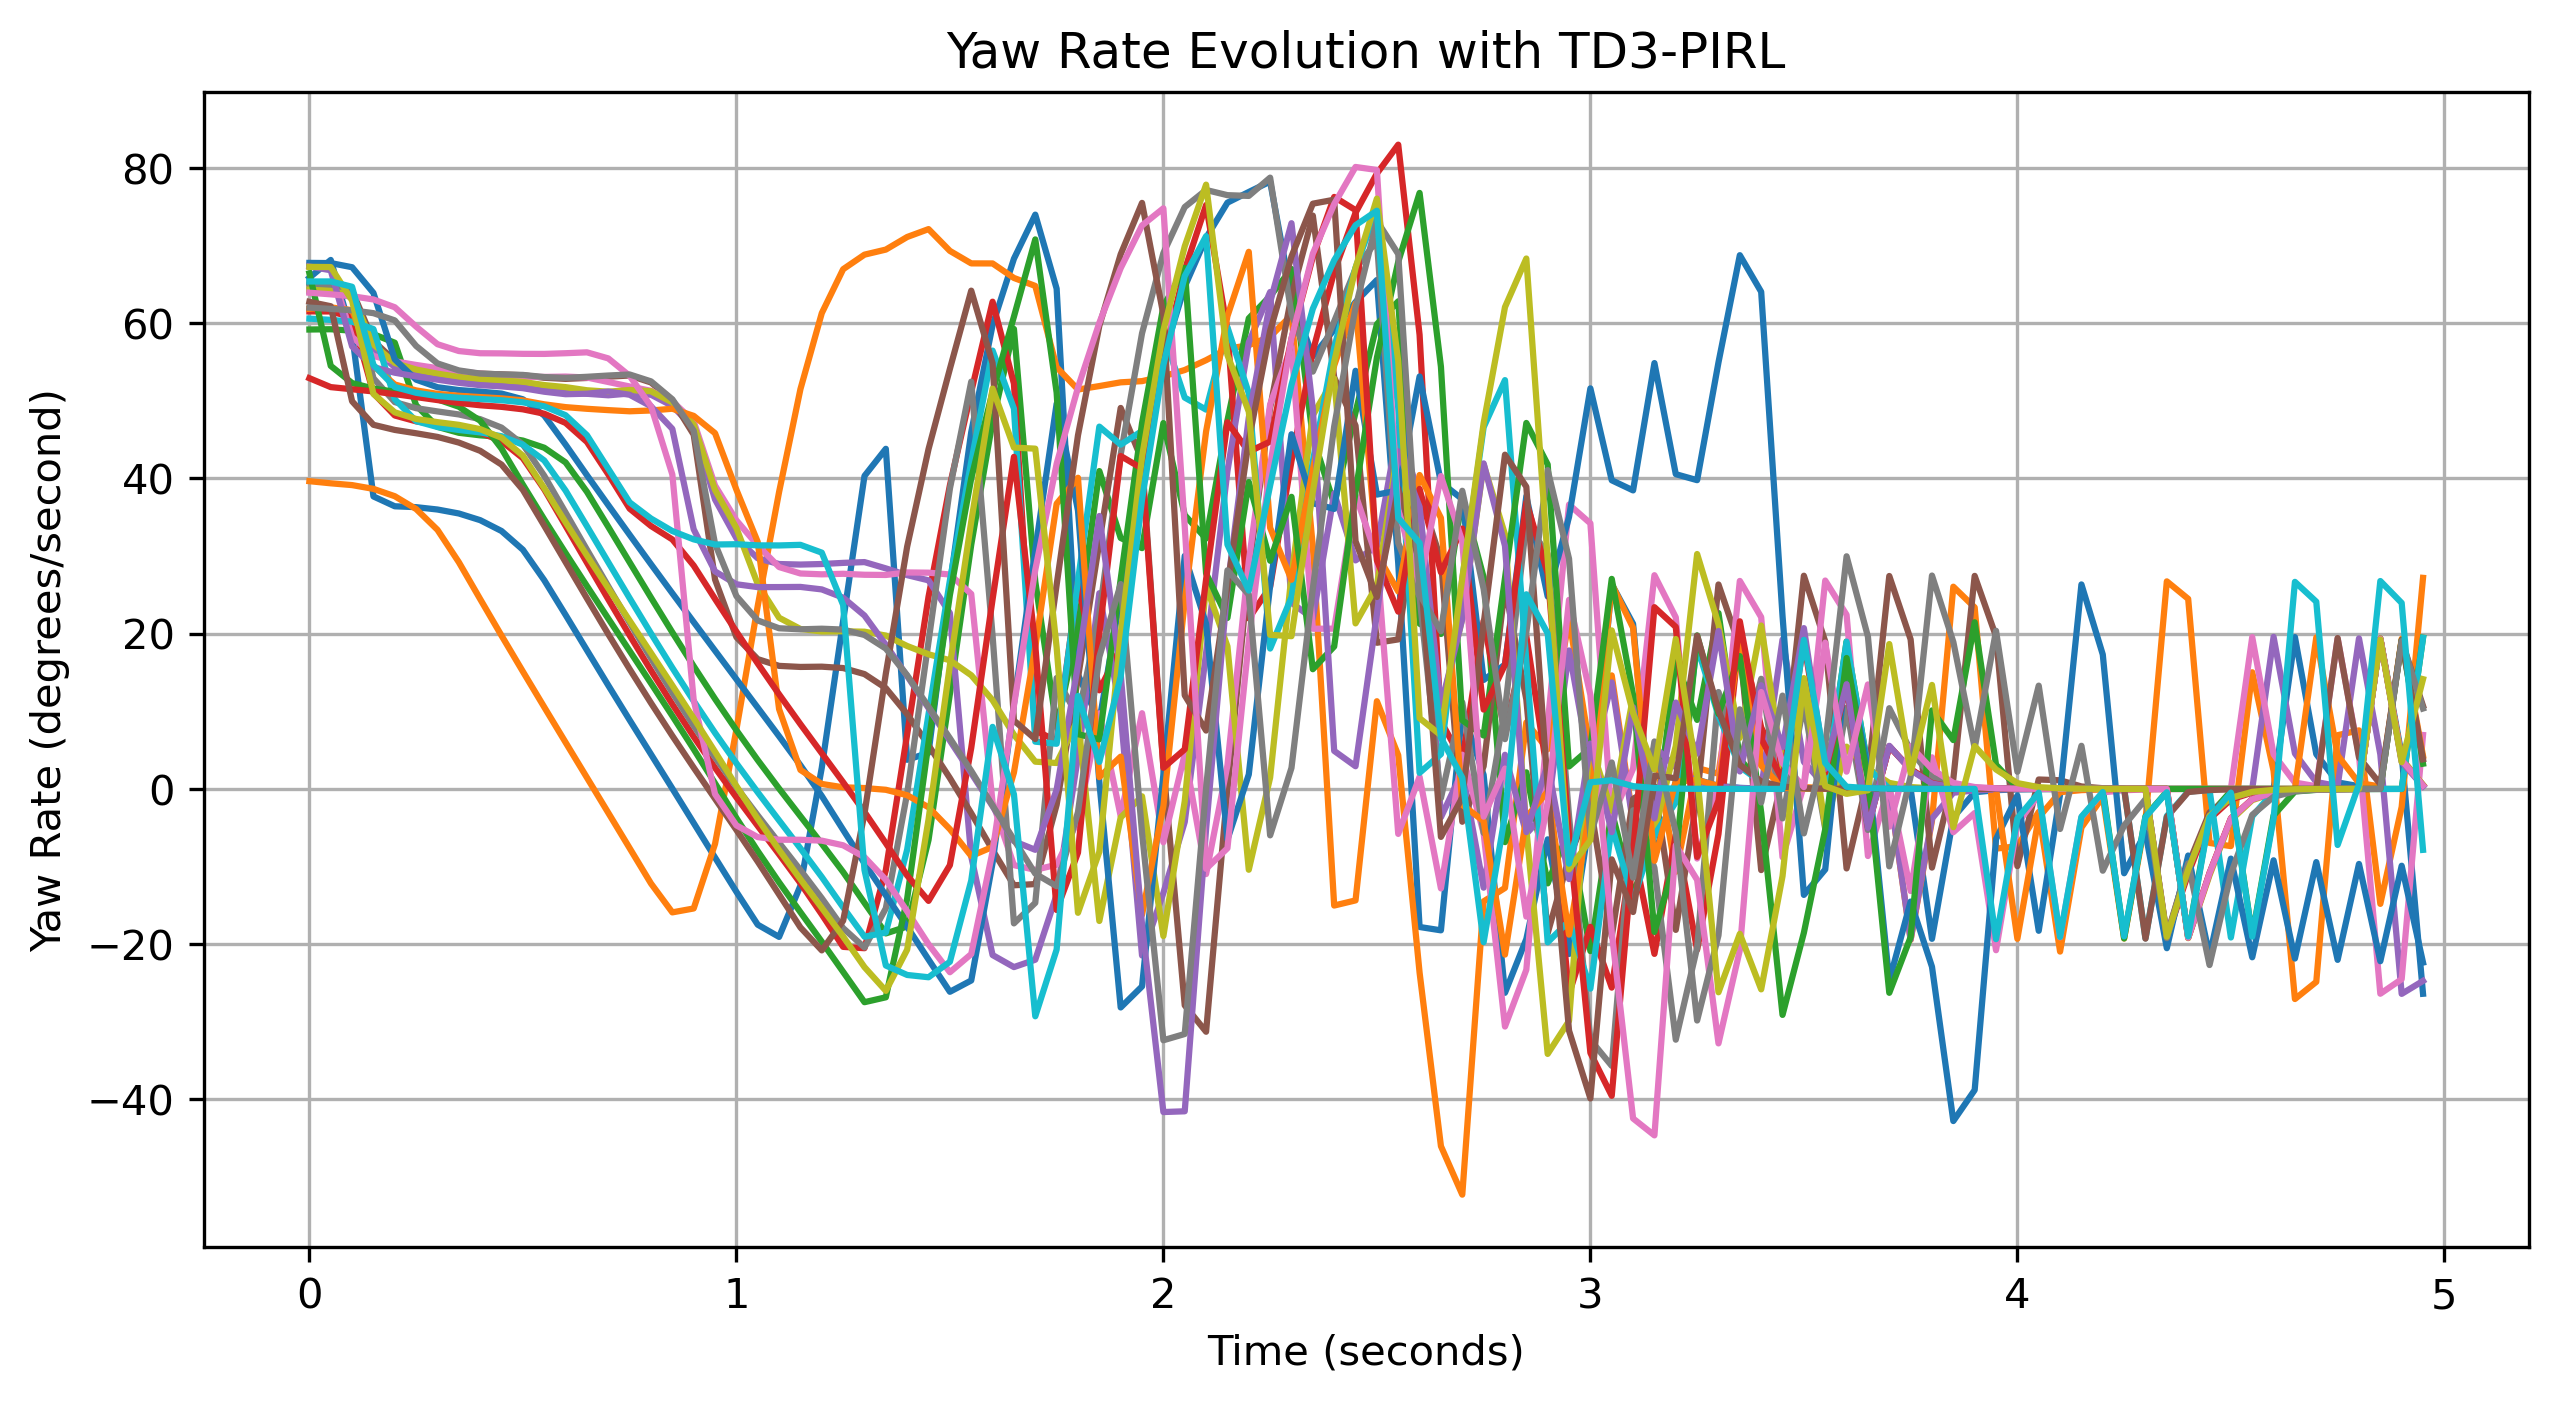 Yaw Rate Evolution with TD3-PIRL
Yaw Rate (degrees/second)
80
60
40
20
0
−20
−40
0 1 2 3 4 5
Time (seconds)